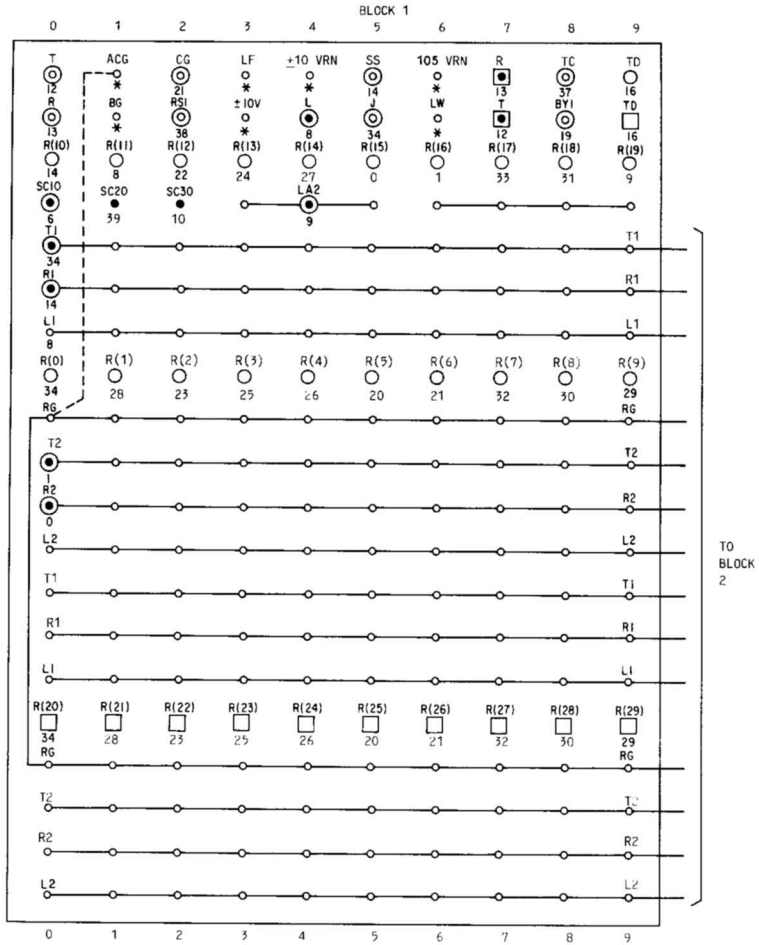 BLOCK 1
0 1 2 3 4 5 6 7 8 9
T ACG CG LF ±10 VRN SS 105 VRN R TC TD
12 * 21 * * 14 * 13 37 16
R BG RS1 ±10V L J LW T BY1 TD
13 * 38 * 8 34 * 12 19 16
R(10) R(11) R(12) R(13) R(14) R(15) R(16) R(17) R(18) R(19)
14 8 22 24 27 0 1 33 31 9
SC10 SC20 SC30 LA2
6 39 10 9
T1 T1
34
R1 R1
14
L1 L1
8
R(0) R(1) R(2) R(3) R(4) R(5) R(6) R(7) R(8) R(9)
34 28 23 25 26 20 21 32 30 29
RG RG
T2 T2
1
R2 R2
0
L2 L2
TO
BLOCK
2
T1 T1
R1 R1
L1 L1
R(20) R(21) R(22) R(23) R(24) R(25) R(26) R(27) R(28) R(29)
34 28 23 25 26 20 21 32 30 29
RG RG
T2 T2
R2 R2
L2 L2
0 1 2 3 4 5 6 7 8 9